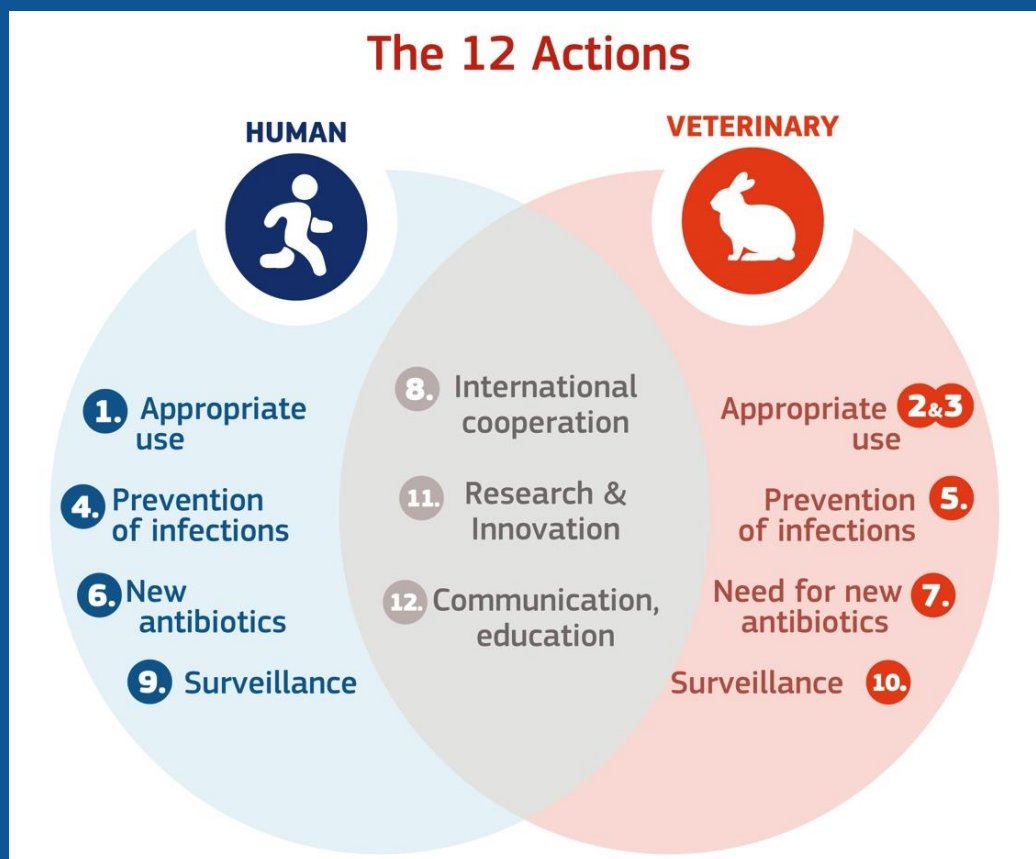 The 12 Actions
HUMAN
VETERINARY
1. Appropriate
use
4. Prevention
of infections
6. New
antibiotics
9. Surveillance
8. International
cooperation
11. Research &
Innovation
12. Communication,
education
Appropriate 2&3
use
Prevention 5.
of infections
Need for new 7.
antibiotics
Surveillance 10.